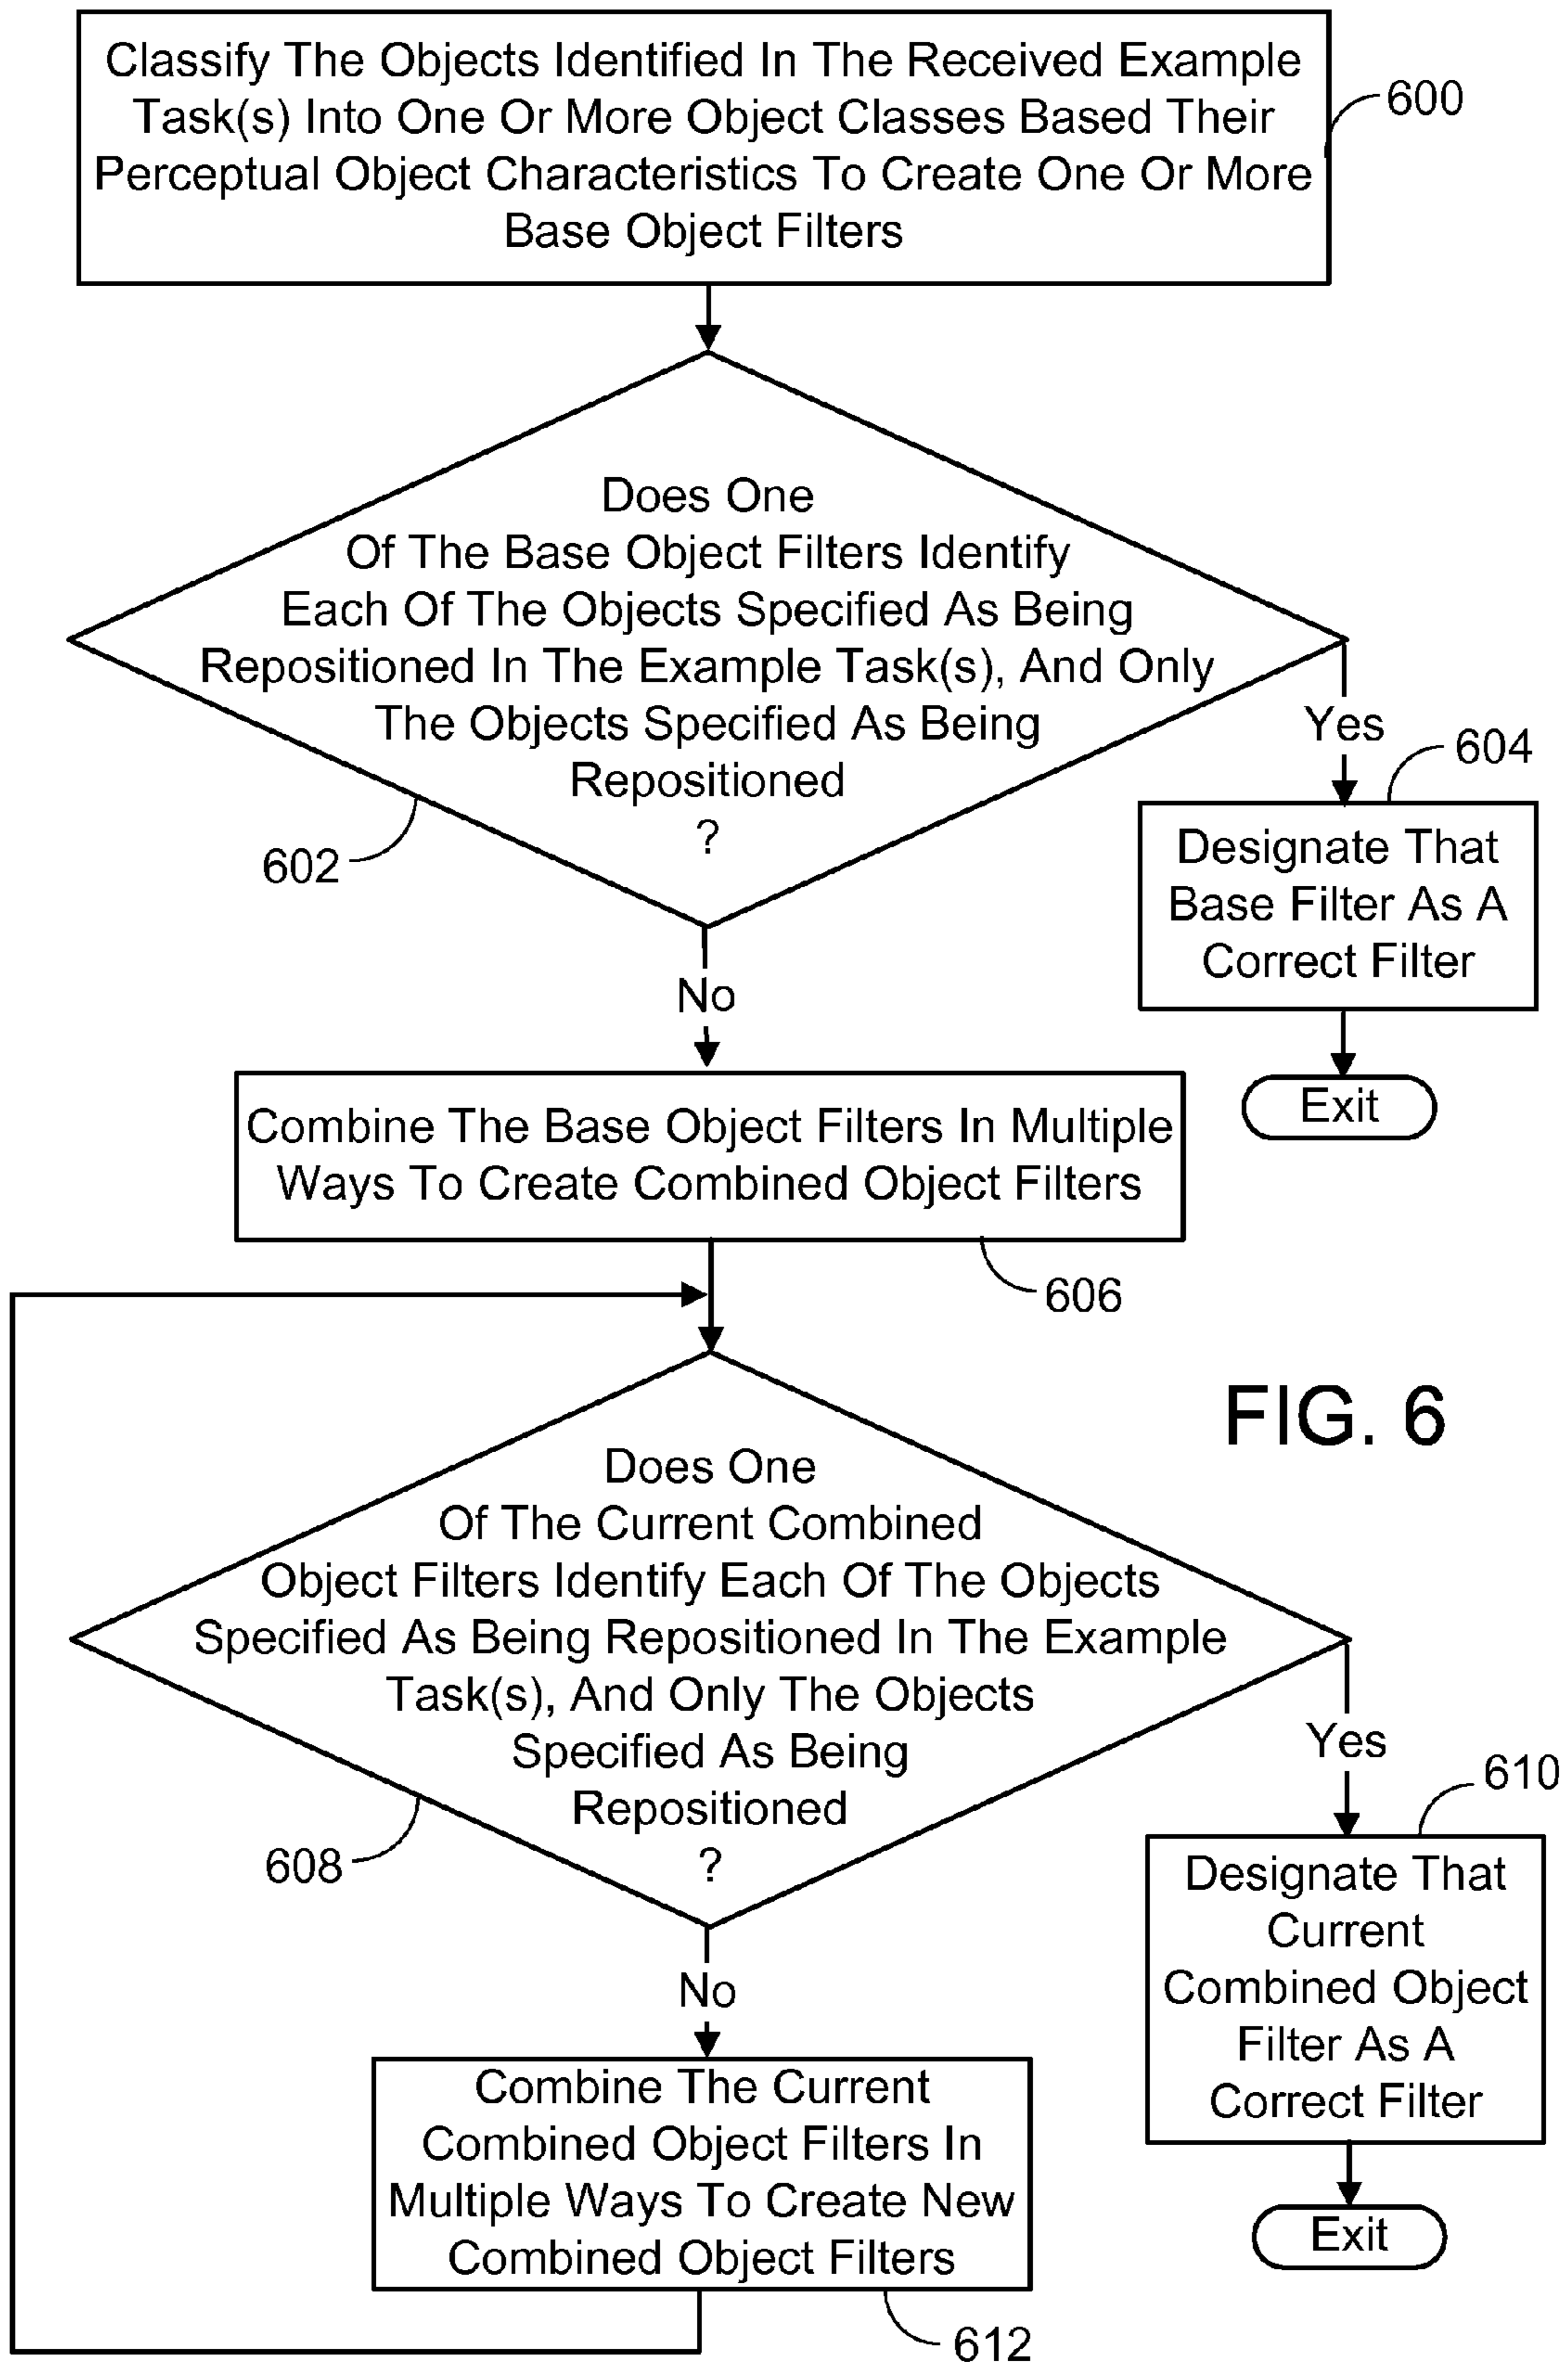 Classify The Objects Identified In The Received Example
Task(s) Into One Or More Object Classes Based Their
Perceptual Object Characteristics To Create One Or More
Base Object Filters
600
Does One
Of The Base Object Filters Identify
Each Of The Objects Specified As Being
Repositioned In The Example Task(s), And Only
The Objects Specified As Being
Repositioned
?
602
Yes
604
Designate That
Base Filter As A
Correct Filter
Exit
No
Combine The Base Object Filters In Multiple
Ways To Create Combined Object Filters
606
FIG. 6
Does One
Of The Current Combined
Object Filters Identify Each Of The Objects
Specified As Being Repositioned In The Example
Task(s), And Only The Objects
Specified As Being
Repositioned
?
608
Yes
610
Designate That
Current
Combined Object
Filter As A
Correct Filter
Exit
No
Combine The Current
Combined Object Filters In
Multiple Ways To Create New
Combined Object Filters
612